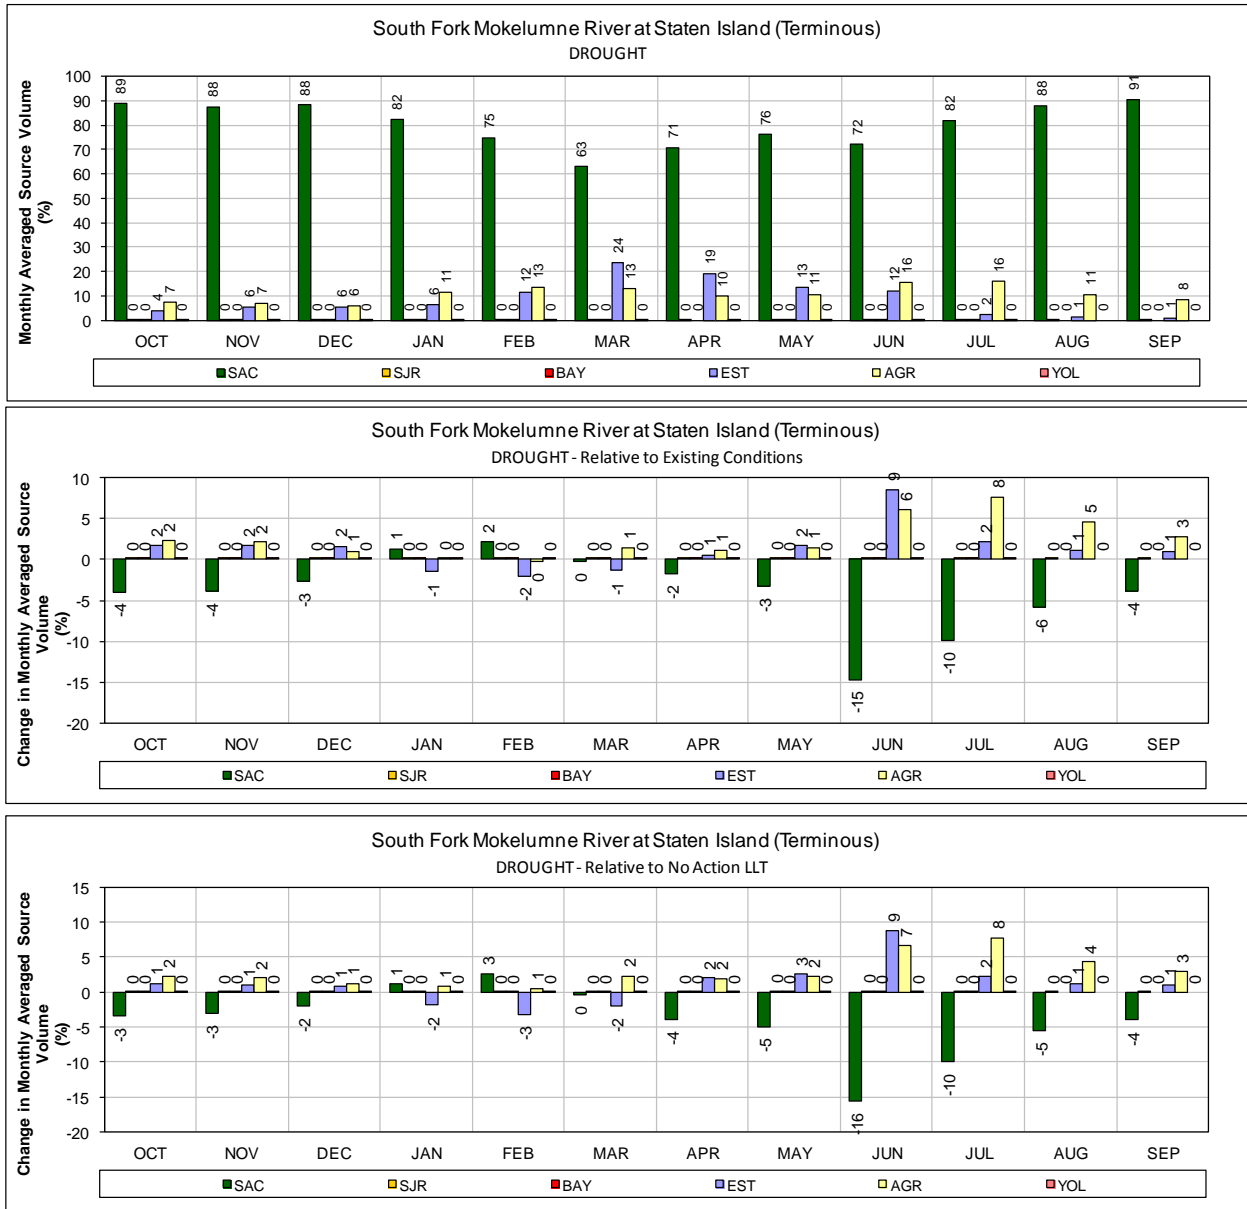 South Fork Mokelumne River at Staten Island (Terminous)
DROUGHT
Monthly Averaged Source Volume
(%)
100
90
80
70
60
50
40
30
20
10
0
89 0 0 4 7 0
88 0 0 6 7 0
88 0 0 6 6 0
82 0 0 6 11 0
75 0 0 12 13 0
63 0 0 24 13 0
71 0 0 19 10 0
76 0 0 13 11 0
72 0 0 12 16 0
82 0 0 2 16 0
88 0 0 1 11 0
91 0 0 1 8 0
OCT NOV DEC JAN FEB MAR APR MAY JUN JUL AUG SEP
SAC SJR BAY EST AGR YOL
South Fork Mokelumne River at Staten Island (Terminous)
DROUGHT - Relative to Existing Conditions
Change in Monthly Averaged Source
Volume
(%)
10
5
0
-5
-10
-15
-20
-4 0 0 2 2 0
-4 0 0 2 2 0
-3 0 0 2 1 0
1 0 0 -1 0 0
2 0 0 -2 0 0
0 0 0 -1 1 0
-2 0 0 1 1 0
-3 0 0 2 1 0
-15 0 0 9 6 0
-10 0 0 2 8 0
-6 0 0 1 5 0
-4 0 0 1 3 0
OCT NOV DEC JAN FEB MAR APR MAY JUN JUL AUG SEP
SAC SJR BAY EST AGR YOL
South Fork Mokelumne River at Staten Island (Terminous)
DROUGHT - Relative to No Action LLT
Change in Monthly Averaged Source
Volume
(%)
15
10
5
0
-5
-10
-15
-20
-3 0 0 1 2 0
-3 0 0 1 2 0
-2 0 0 1 1 0
1 0 0 -2 1 0
3 0 0 -3 1 0
0 0 0 -2 2 0
-4 0 0 2 2 0
-5 0 0 3 2 0
-16 0 0 9 7 0
-10 0 0 2 8 0
-5 0 0 1 4 0
-4 0 0 1 3 0
OCT NOV DEC JAN FEB MAR APR MAY JUN JUL AUG SEP
SAC SJR BAY EST AGR YOL